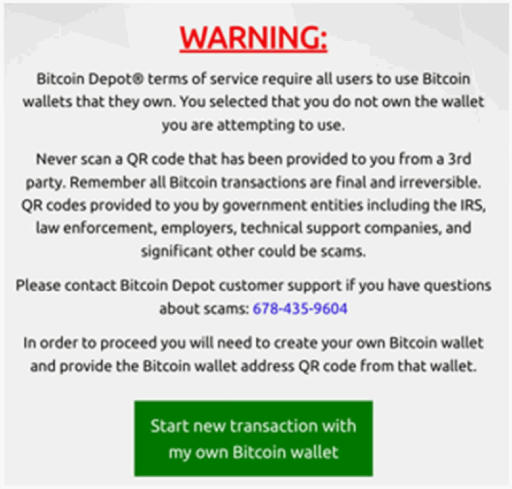 WARNING:
Bitcoin Depot® terms of service require all users to use Bitcoin
wallets that they own. You selected that you do not own the wallet
you are attempting to use.
Never scan a QR code that has been provided to you from a 3rd
party. Remember all Bitcoin transactions are final and irreversible.
QR codes provided to you by government entities including the IRS,
law enforcement, employers, technical support companies, and
significant other could be scams.
Please contact Bitcoin Depot customer support if you have questions
about scams: 678-435-9604
In order to proceed you will need to create your own Bitcoin wallet
and provide the Bitcoin wallet address QR code from that wallet.
Start new transaction with
my own Bitcoin wallet